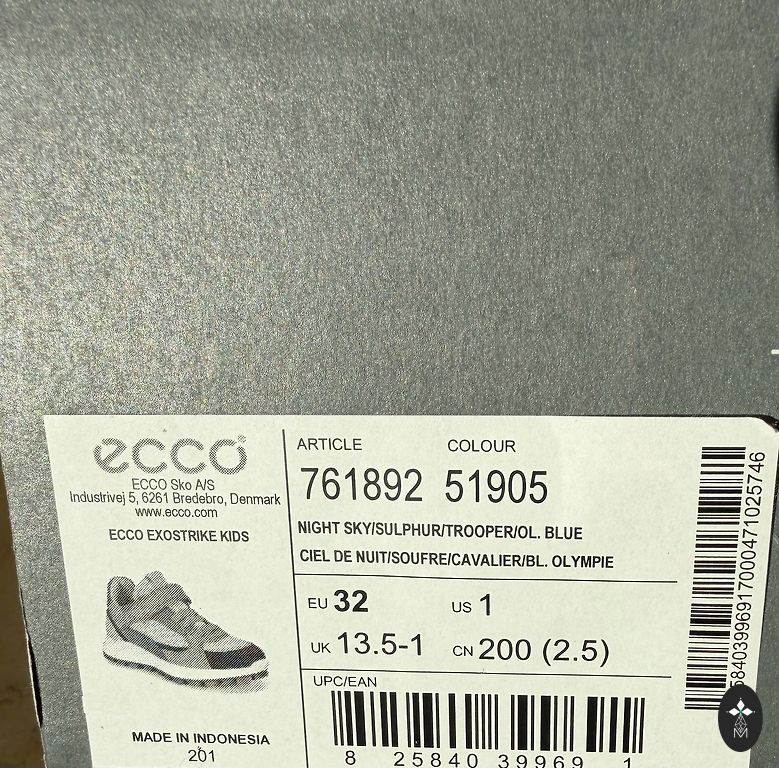 ecco
ECCO Sko A/S
Industrivej 5, 6261 Bredebro, Denmark
www.ecco.com
ECCO EXOSTRIKE KIDS
MADE IN INDONESIA
201
ARTICLE COLOUR
761892 51905
NIGHT SKY/SULPHUR/TROOPER/OL. BLUE
CIEL DE NUIT/SOUFRE/CAVALIER/BL. OLYMPIE
EU 32 US 1
UK 13.5-1 CN 200 (2.5)
UPC/EAN
8 25840 39969 1
58403996917000471025746
M